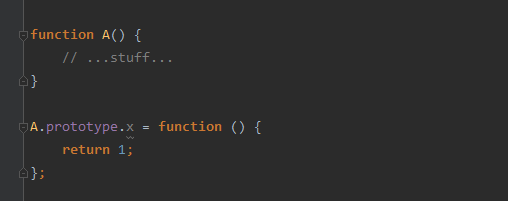 function A() {
    // ...stuff...
}
A.prototype.x = function () {
    return 1;
};